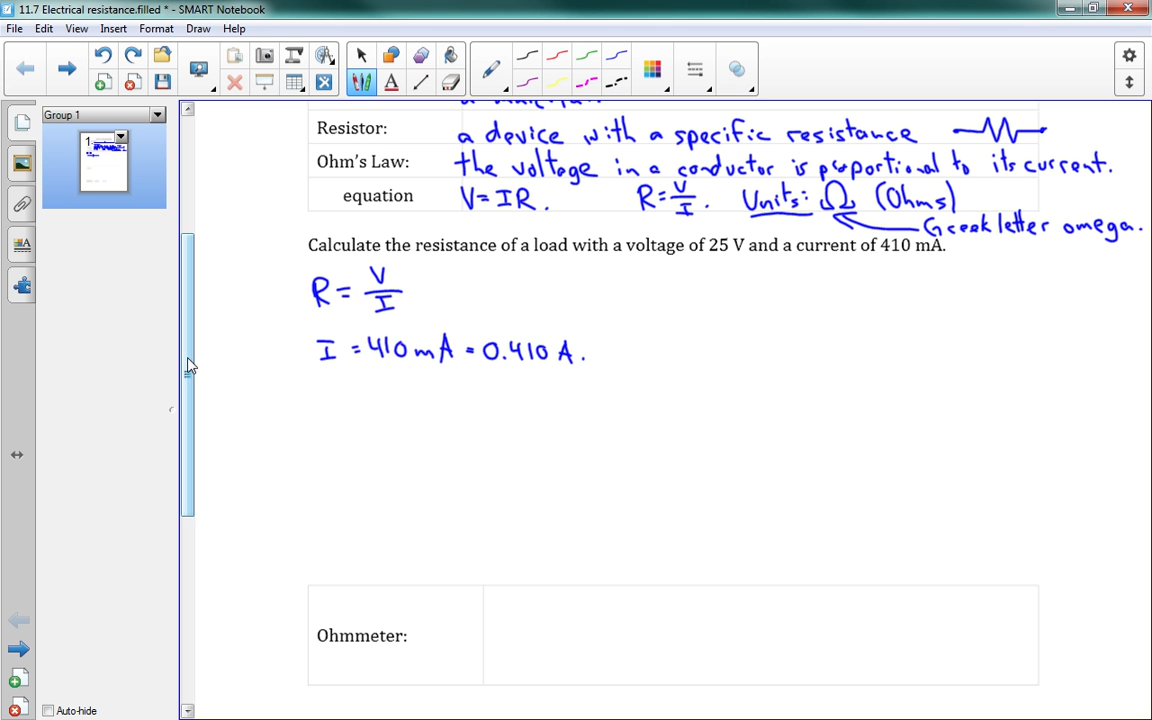 11.7 Electrical resistance.filled * - SMART Notebook
File Edit View Insert Format Draw Help
Group 1
1
Resistor: a device with a specific resistance
Ohm's Law: the voltage in a conductor is proportional to its current.
equation V=IR. R=V/I. Units: Ω (Ohms)
Greek letter omega.
Calculate the resistance of a load with a voltage of 25 V and a current of 410 mA.
R = V/I
I = 410 mA = 0.410 A.
Ohmmeter:
Auto-hide